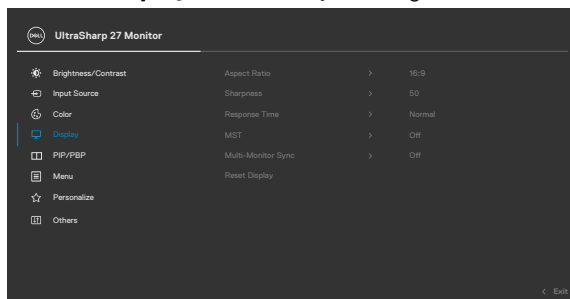 DELL UltraSharp 27 Monitor
Brightness/Contrast Aspect Ratio > 16:9
Input Source Sharpness > 50
Color Response Time > Normal
Display MST > Off
PIP/PBP Multi-Monitor Sync > Off
Menu Reset Display
Personalize
Others
< Exit